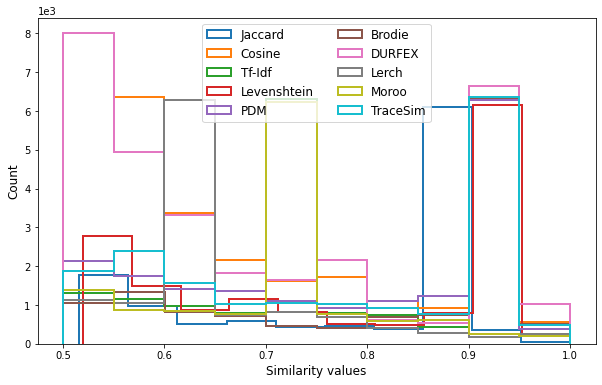 1e3
8
7
6
5
4
3
2
1
0
Count
Jaccard
Cosine
Tf-Idf
Levenshtein
PDM
Brodie
DURFEX
Lerch
Moroo
TraceSim
0.5 0.6 0.7 0.8 0.9 1.0
Similarity values